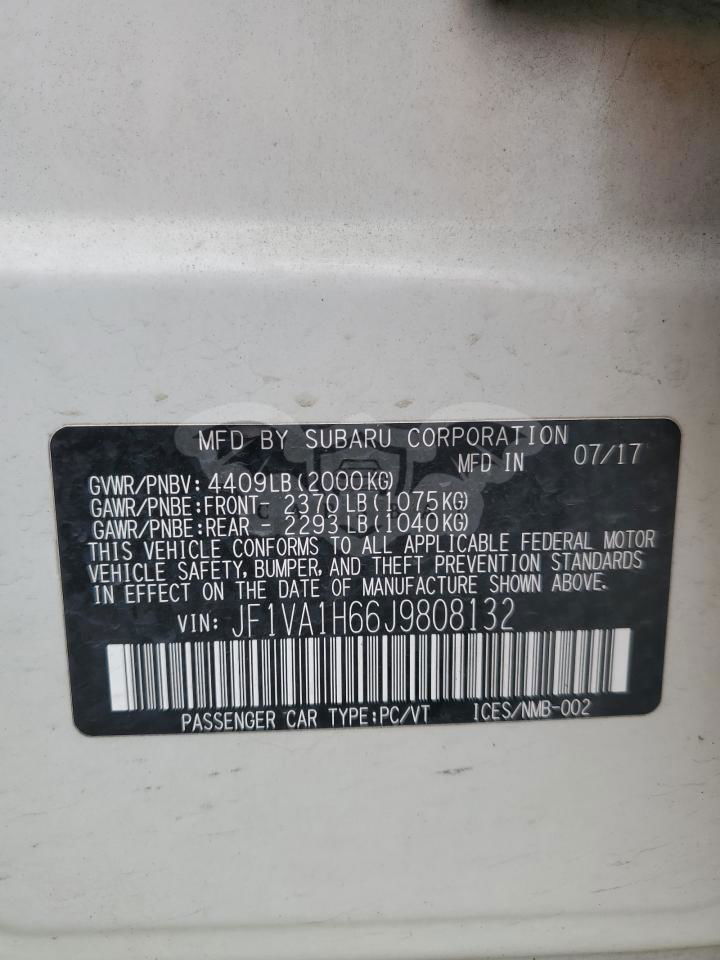 MFD BY SUBARU CORPORATION
MFD IN 07/17
GVWR/PNBV: 4409LB(2000KG)
GAWR/PNBE:FRONT- 2370LB(1075KG)
GAWR/PNBE:REAR - 2293LB(1040KG)
THIS VEHICLE CONFORMS TO ALL APPLICABLE FEDERAL MOTOR
VEHICLE SAFETY, BUMPER, AND THEFT PREVENTION STANDARDS
IN EFFECT ON THE DATE OF MANUFACTURE SHOWN ABOVE.
VIN: JF1VA1H66J9808132
PASSENGER CAR TYPE:PC/VT ICES/NMB-002